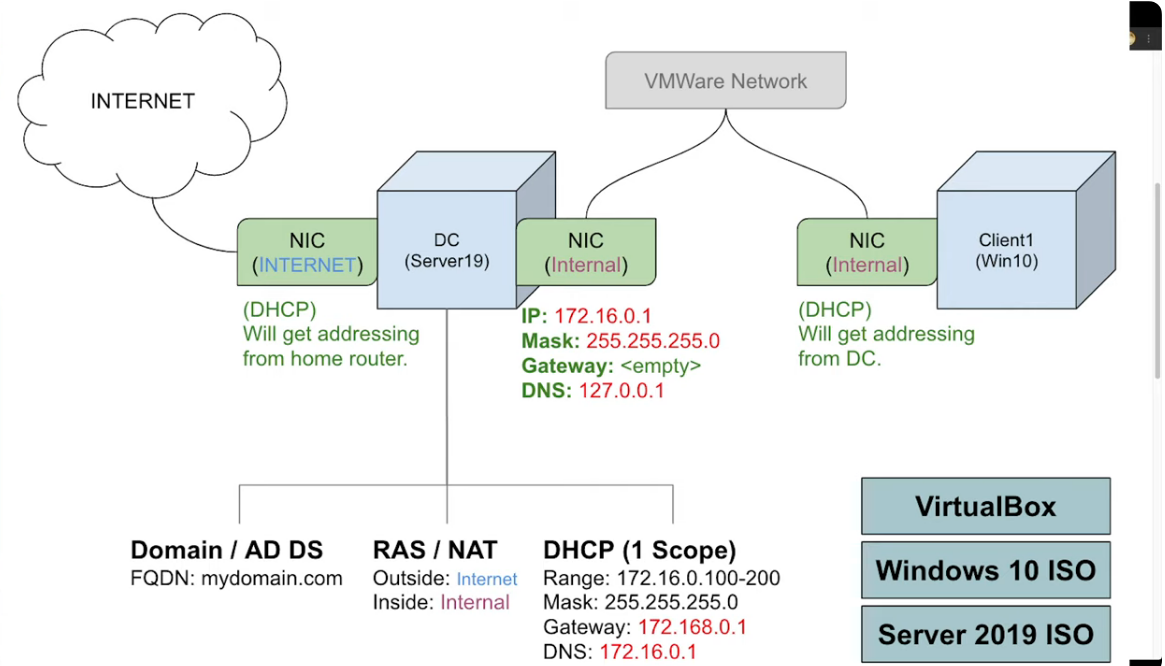 INTERNET
VMWare Network
NIC
(INTERNET)
DC
(Server19)
NIC
(Internal)
NIC
(Internal)
Client1
(Win10)
(DHCP)
Will get addressing
from home router.
IP: 172.16.0.1
Mask: 255.255.255.0
Gateway: <empty>
DNS: 127.0.0.1
(DHCP)
Will get addressing
from DC.
Domain / AD DS
FQDN: mydomain.com
RAS / NAT
Outside: Internet
Inside: Internal
DHCP (1 Scope)
Range: 172.16.0.100-200
Mask: 255.255.255.0
Gateway: 172.168.0.1
DNS: 172.16.0.1
VirtualBox
Windows 10 ISO
Server 2019 ISO